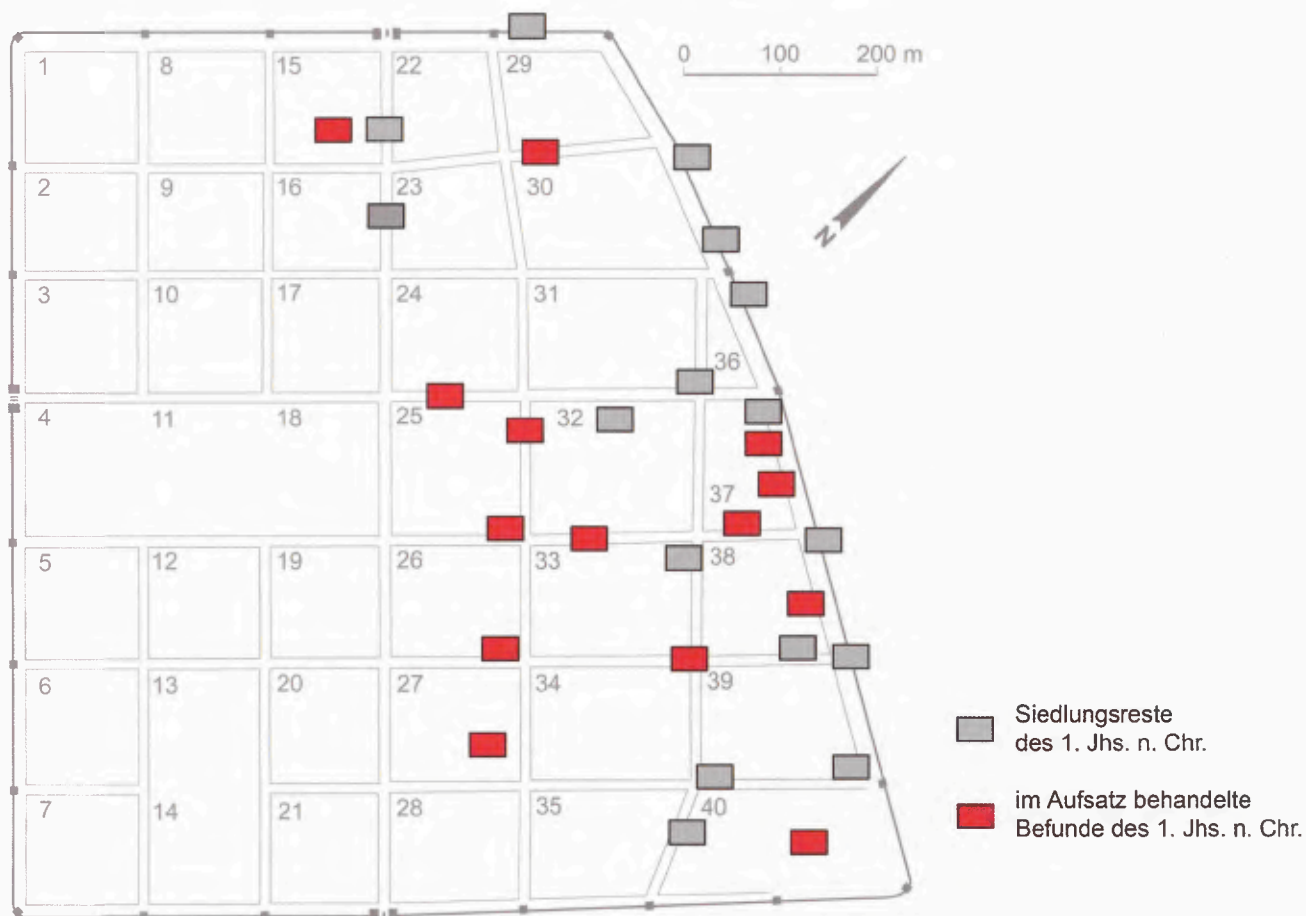 0 100 200 m
1 8 15 22 29
2 9 16 23 30
N
3 10 17 24 31
36
4 11 18 25 32
37
5 12 19 26 33 38
6 13 20 27 34 39
7 14 21 28 35 40
Siedlungsreste
des 1. Jhs. n. Chr.
im Aufsatz behandelte
Befunde des 1. Jhs. n. Chr.